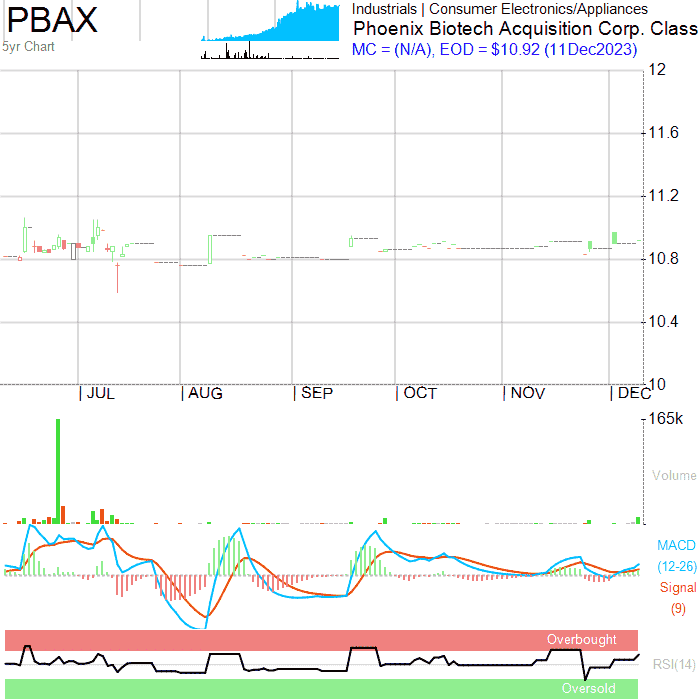 PBAX
5yr Chart
Industrials | Consumer Electronics/Appliances
Phoenix Biotech Acquisition Corp. Class
MC = (N/A), EOD = $10.92 (11Dec2023)
12
11.6
11.2
10.8
10.4
10
JUL AUG SEP OCT NOV DEC
165k
Volume
MACD
(12-26)
Signal
(9)
Overbought
RSI(14)
Oversold